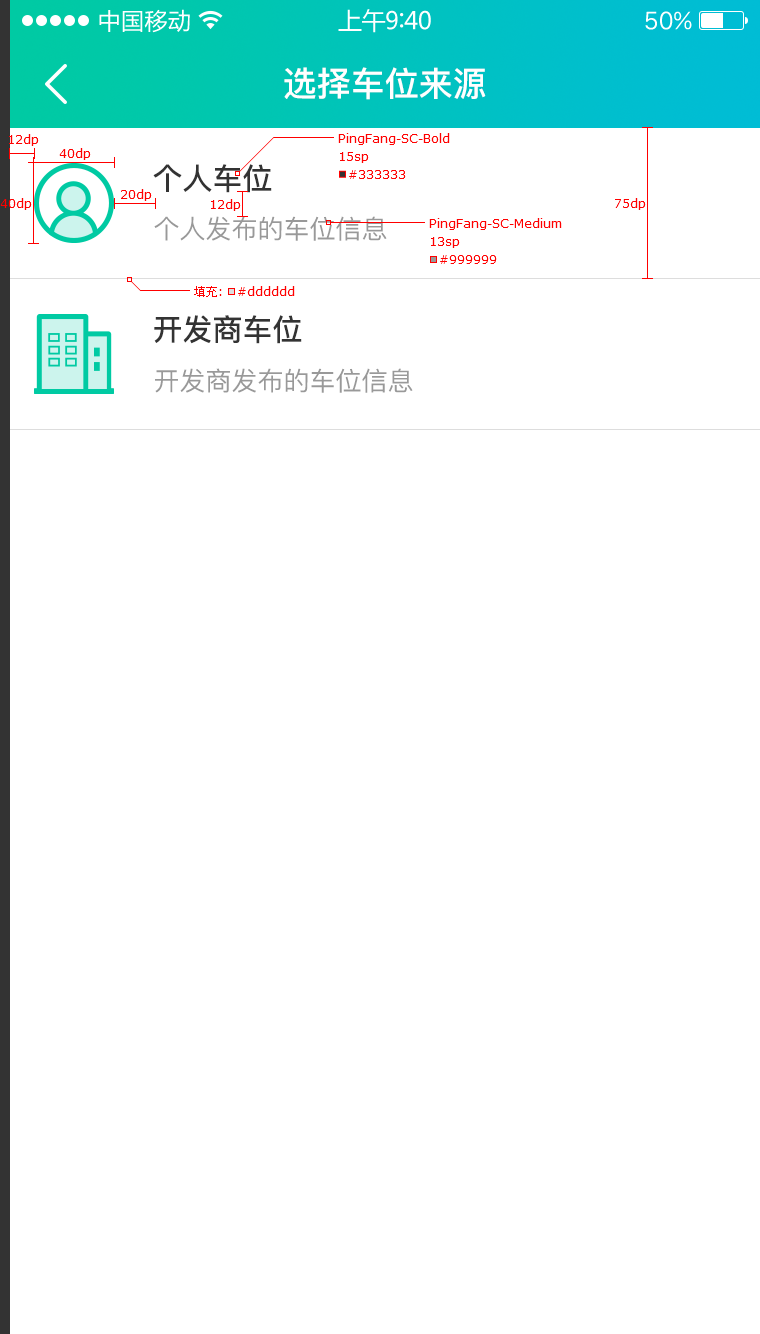 中国移动 上午9:40 50%
选择车位来源
12dp
40dp
40dp
20dp
个人车位
PingFang-SC-Bold
15sp
#333333
12dp
个人发布的车位信息
PingFang-SC-Medium
13sp
#999999
75dp
填充: #dddddd
开发商车位
开发商发布的车位信息